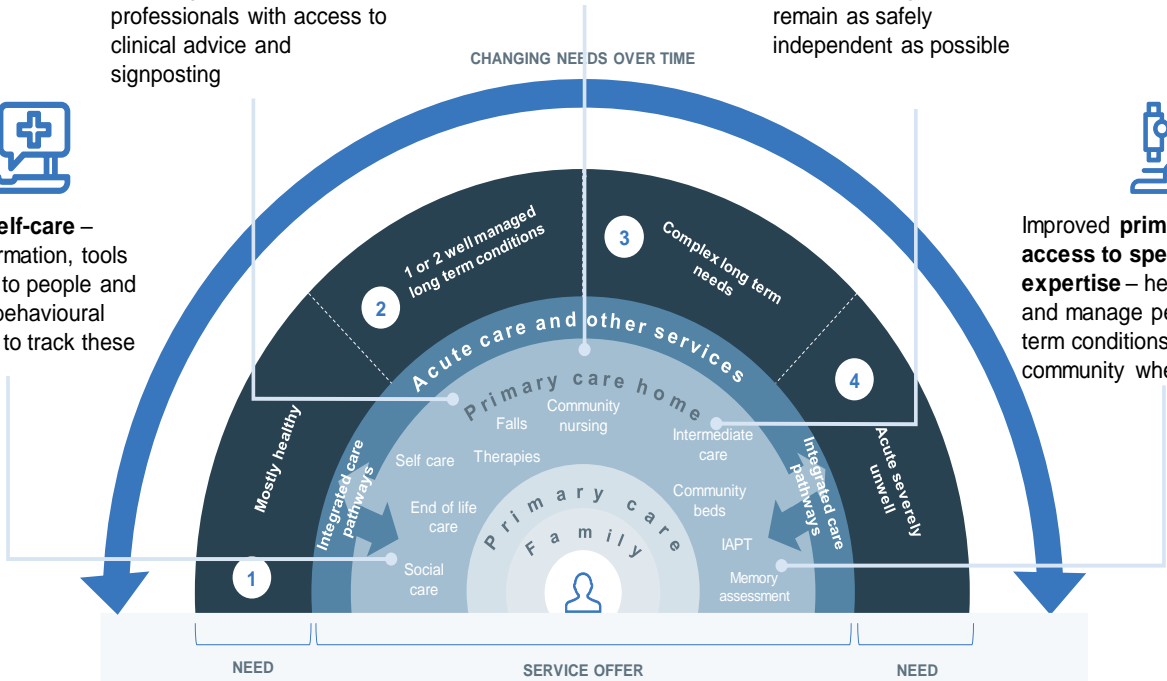 professionals with access to
clinical advice and
signposting
remain as safely
independent as possible
CHANGING NEEDS OVER TIME
elf-care –
rmation, tools
to people and
behavioural
to track these
Improved prim
access to spe
expertise – he
and manage pe
term conditions
community whe
1
Mostly healthy
2
1 or 2 well managed
long term conditions
3
Complex long term
needs
4
Acute severely
unwell
Acute care and other services
Integrated care
pathways
Integrated care
pathways
Primary care home
Falls
Community
nursing
Intermediate
care
Self care
Therapies
End of life
care
Community
beds
IAPT
Social
care
Memory
assessment
Primary care
Family
NEED
SERVICE OFFER
NEED